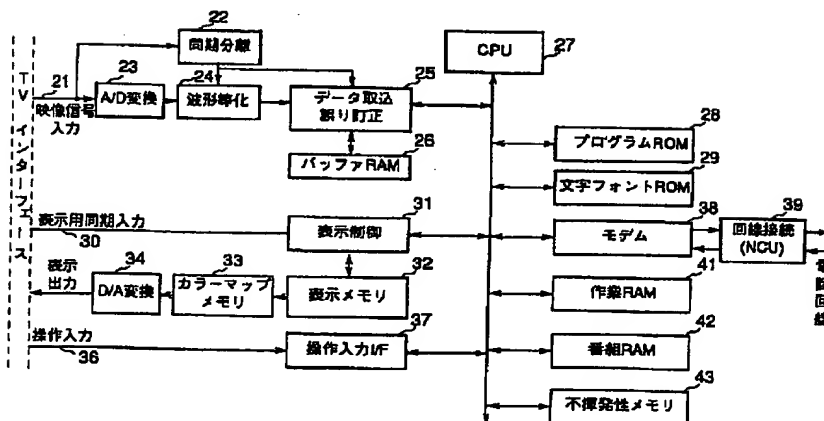 TV インターフェース
21
映像信号
入力
22
同期分離
23
A/D変換
24
波形等化
25
データ取込
誤り訂正
26
バッファRAM
CPU
27
28
プログラムROM
29
文字フォントROM
表示用同期入力
30
31
表示制御
38
モデム
39
回線接続
(NCU)
電話回線
表示
出力
34
D/A変換
33
カラーマップ
メモリ
32
表示メモリ
41
作業RAM
操作入力
36
37
操作入力I/F
42
番組RAM
43
不揮発性メモリ